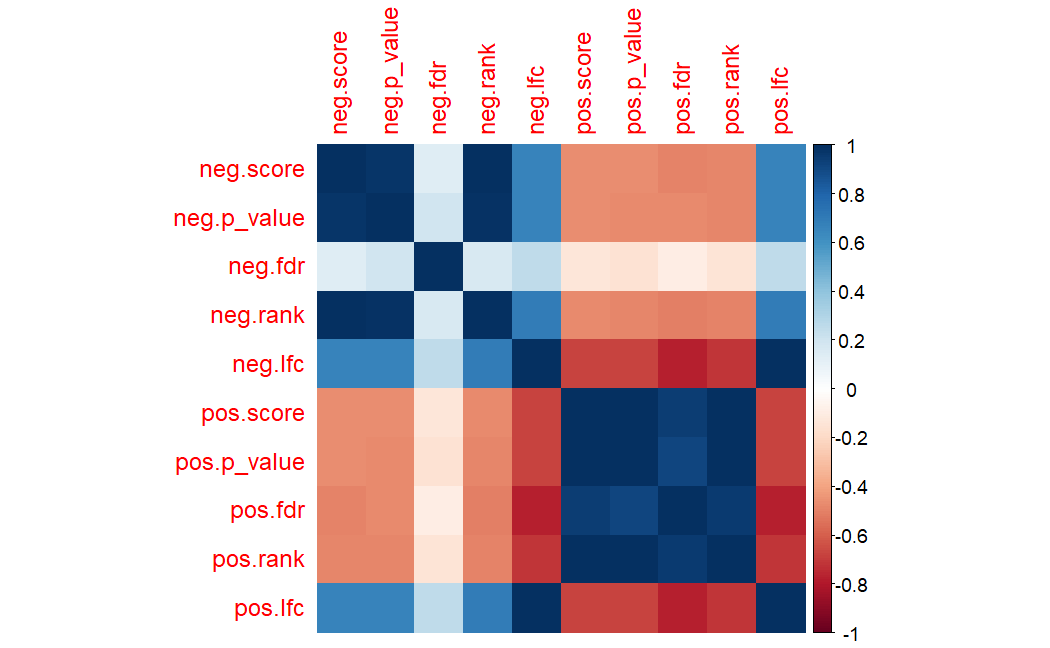 neg.score
neg.p_value
neg.fdr
neg.rank
neg.lfc
pos.score
pos.p_value
pos.fdr
pos.rank
pos.lfc
neg.score
neg.p_value
neg.fdr
neg.rank
neg.lfc
pos.score
pos.p_value
pos.fdr
pos.rank
pos.lfc
1
0.8
0.6
0.4
0.2
0
-0.2
-0.4
-0.6
-0.8
-1